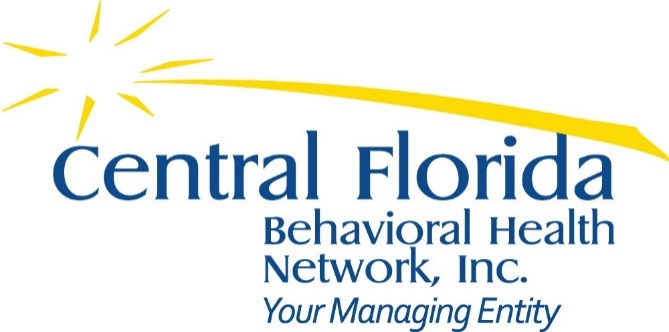 Central Florida
Behavioral Health
Network, Inc.
Your Managing Entity